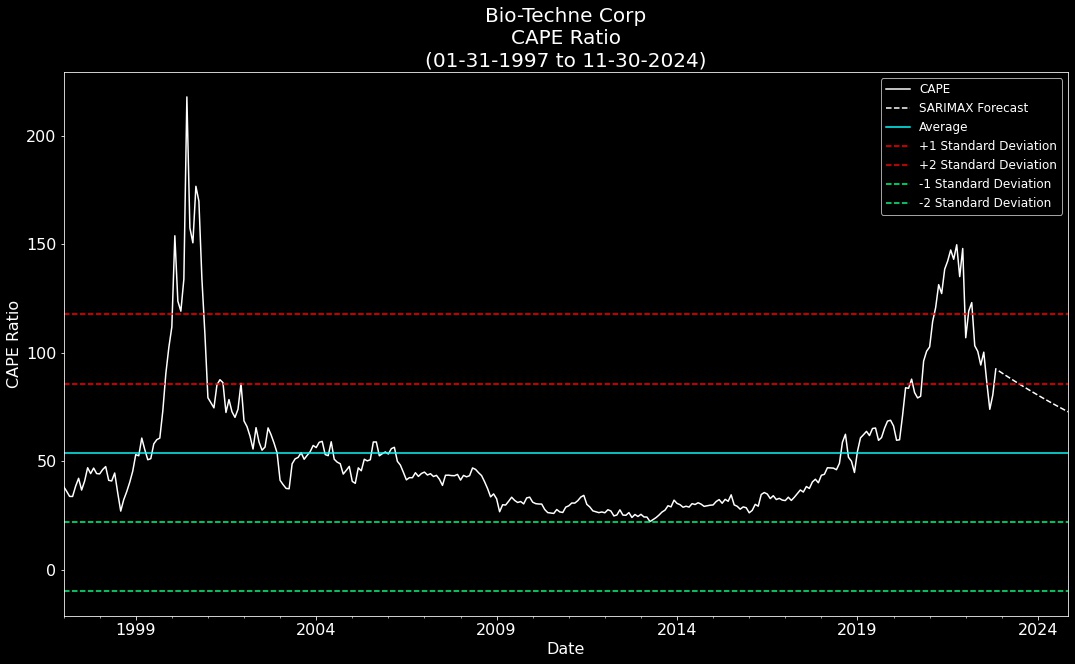 Bio-Techne Corp
CAPE Ratio
(01-31-1997 to 11-30-2024)
CAPE
SARIMAX Forecast
Average
+1 Standard Deviation
+2 Standard Deviation
-1 Standard Deviation
-2 Standard Deviation
CAPE Ratio
200
150
100
50
0
1999 2004 2009 2014 2019 2024
Date